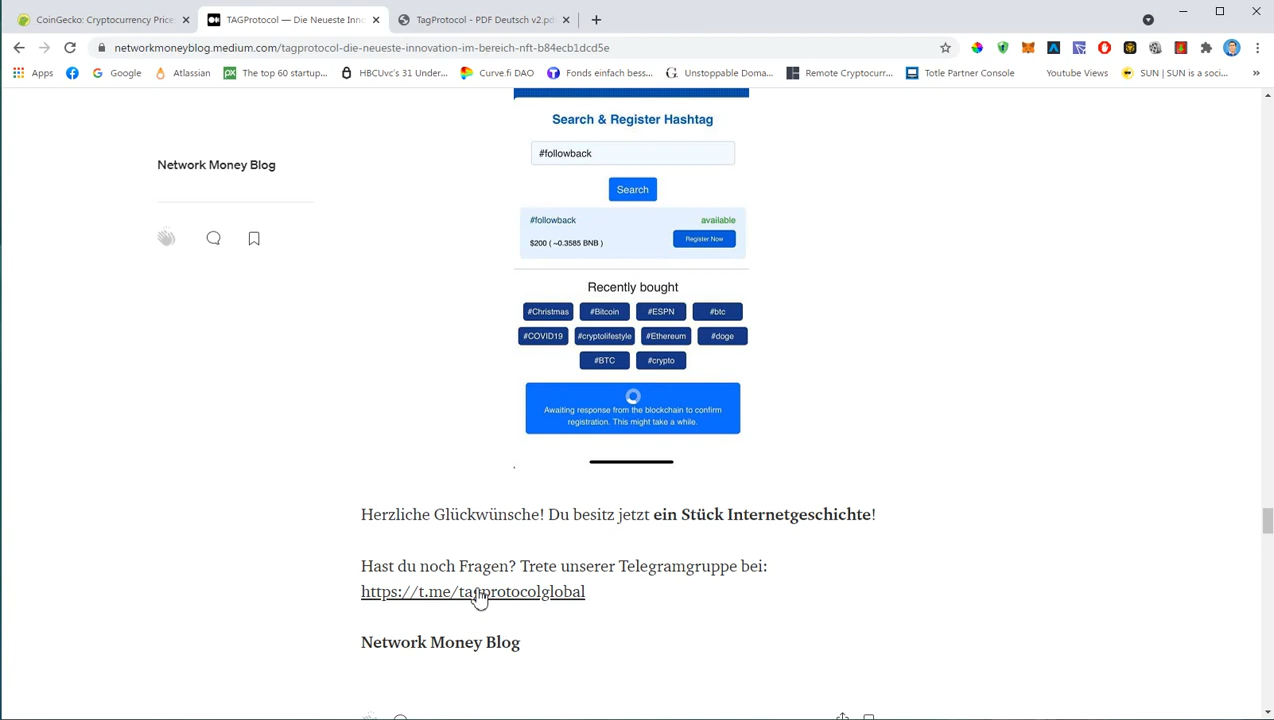 CoinGecko: Cryptocurrency Price
TAGProtocol — Die Neueste Inno
TagProtocol - PDF Deutsch v2.pd
networkmoneyblog.medium.com/tagprotocol-die-neueste-innovation-im-bereich-nft-b84ecb1dcd5e
Apps
Google
Atlassian
The top 60 startup...
HBCUvc's 31 Under...
Curve.fi DAO
Fonds einfach bess...
Unstoppable Doma...
Remote Cryptocurr...
Totle Partner Console
Youtube Views
SUN | SUN is a soci...
»
Search & Register Hashtag
#followback
Network Money Blog
Search
#followback
available
$200 ( ~0.3585 BNB )
Register Now
Recently bought
#Christmas #Bitcoin #ESPN #btc
#COVID19 #cryptolifestyle #Ethereum #doge
#BTC #crypto
Awaiting response from the blockchain to confirm
registration. This might take a while.
Herzliche Glückwünsche! Du besitz jetzt ein Stück Internetgeschichte!
Hast du noch Fragen? Trete unserer Telegramgruppe bei:
https://t.me/tagprotocolglobal
Network Money Blog